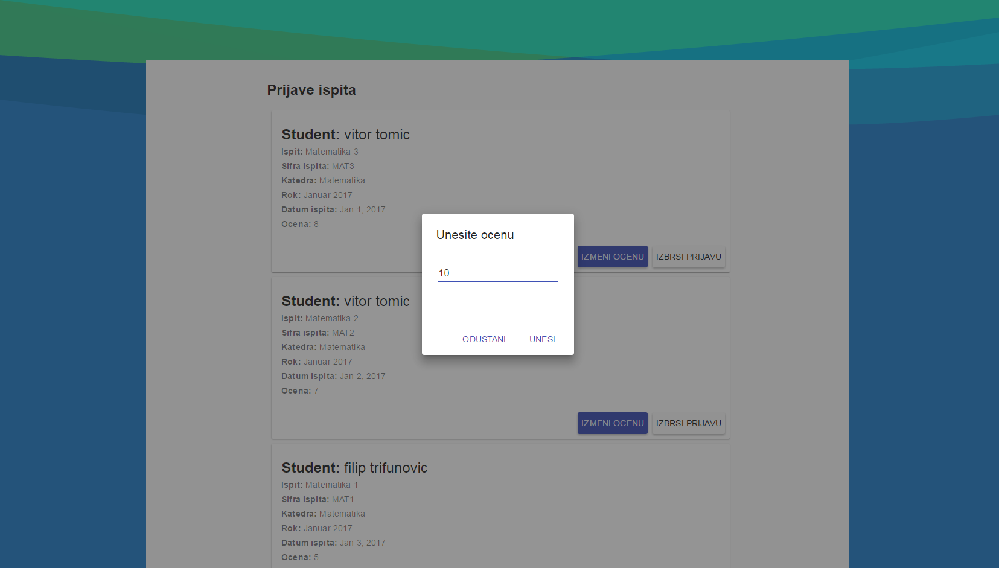 Prijave ispita
Student: vitor tomic
Ispit: Matematika 3
Sifra ispita: MAT3
Katedra: Matematika
Rok: Januar 2017
Datum ispita: Jan 1, 2017
Ocena: 8
IZMENI OCENU IZBRSI PRIJAVU
Unesite ocenu
10
ODUSTANI UNESI
Student: vitor tomic
Ispit: Matematika 2
Sifra ispita: MAT2
Katedra: Matematika
Rok: Januar 2017
Datum ispita: Jan 2, 2017
Ocena: 7
IZMENI OCENU IZBRSI PRIJAVU
Student: filip trifunovic
Ispit: Matematika 1
Sifra ispita: MAT1
Katedra: Matematika
Rok: Januar 2017
Datum ispita: Jan 3, 2017
Ocena: 5